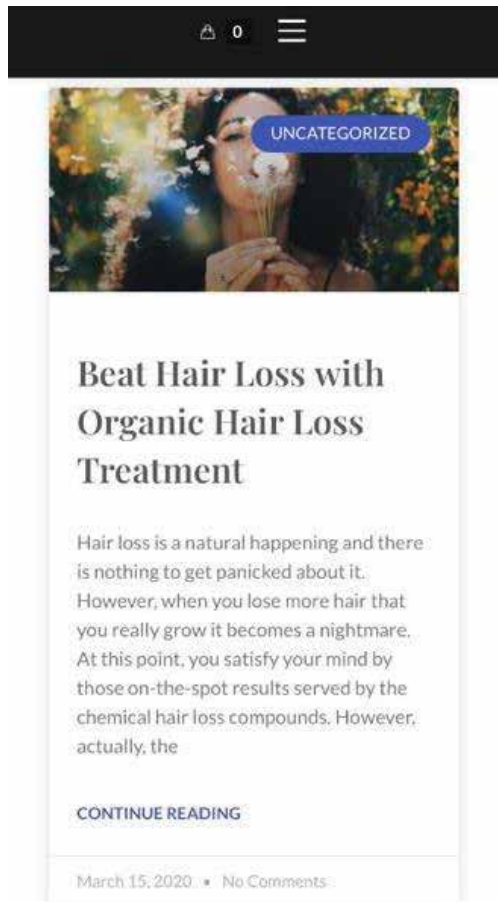 0
UNCATEGORIZED
Beat Hair Loss with
Organic Hair Loss
Treatment
Hair loss is a natural happening and there
is nothing to get panicked about it.
However, when you lose more hair that
you really grow it becomes a nightmare.
At this point, you satisfy your mind by
those on-the-spot results served by the
chemical hair loss compounds. However,
actually, the
CONTINUE READING
March 15, 2020 • No Comments